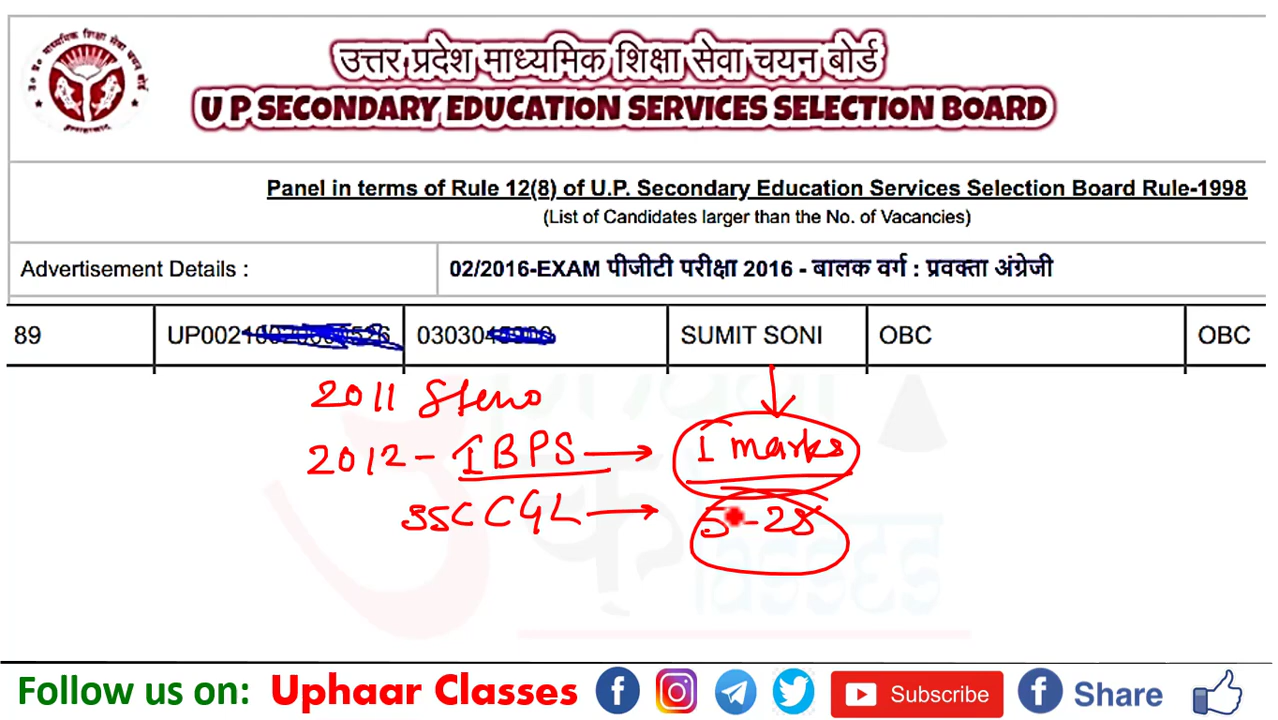 उत्तर प्रदेश माध्यमिक शिक्षा सेवा चयन बोर्ड
U P SECONDARY EDUCATION SERVICES SELECTION BOARD
Panel in terms of Rule 12(8) of U.P. Secondary Education Services Selection Board Rule-1998
(List of Candidates larger than the No. of Vacancies)
Advertisement Details : 02/2016-EXAM पीजीटी परीक्षा 2016 - बालक वर्ग : प्रवक्ता अंग्रेजी
89 UP002 03030 SUMIT SONI OBC OBC
2011 Steno
2012 - IBPS → 1 marks
SSC CGL →
Follow us on: Uphaar Classes Subscribe Share